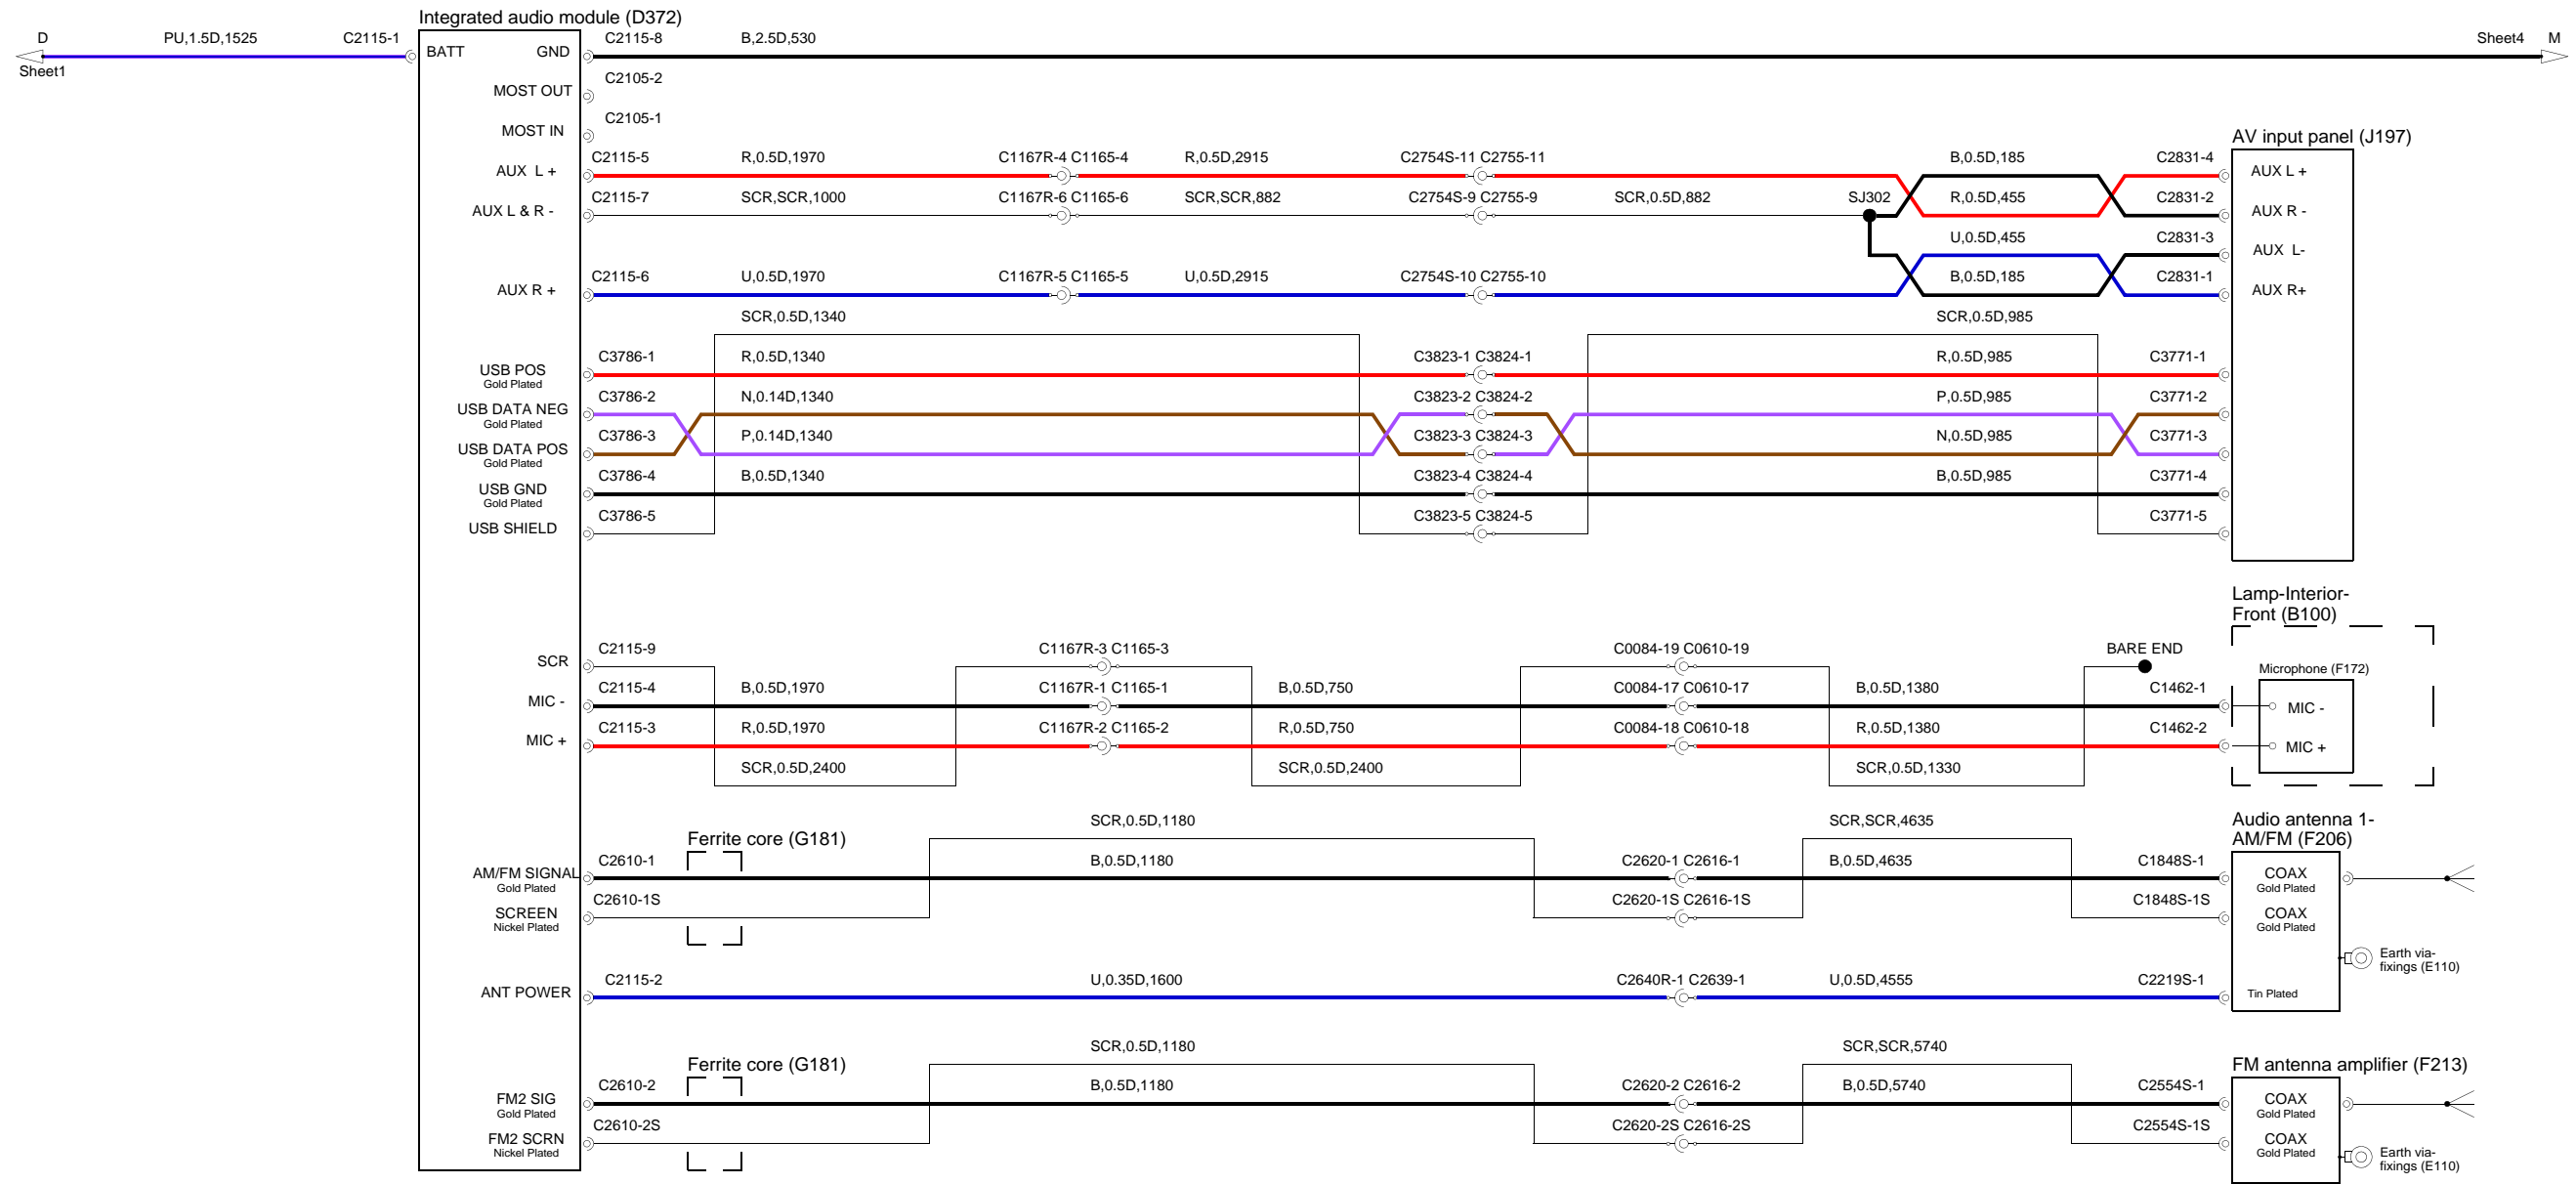 Integrated audio module (D372)
D PU,1.5D,1525 C2115-1 BATT GND C2115-8 B,2.5D,530 Sheet4 M
Sheet1
MOST OUT C2105-2
MOST IN C2105-1
AV input panel (J197)
AUX L + C2115-5 R,0.5D,1970 C1167R-4 C1165-4 R,0.5D,2915 C2754S-11 C2755-11 B,0.5D,185 C2831-4 AUX L +
AUX L & R - C2115-7 SCR,SCR,1000 C1167R-6 C1165-6 SCR,SCR,882 C2754S-9 C2755-9 SCR,0.5D,882 SJ302 R,0.5D,455 C2831-2 AUX R -
U,0.5D,455 C2831-3 AUX L-
AUX R + C2115-6 U,0.5D,1970 C1167R-5 C1165-5 U,0.5D,2915 C2754S-10 C2755-10 B,0.5D,185 C2831-1 AUX R+
SCR,0.5D,1340 SCR,0.5D,985
USB POS C3786-1 R,0.5D,1340 C3823-1 C3824-1 R,0.5D,985 C3771-1
Gold Plated
USB DATA NEG C3786-2 N,0.14D,1340 C3823-2 C3824-2 P,0.5D,985 C3771-2
Gold Plated
USB DATA POS C3786-3 P,0.14D,1340 C3823-3 C3824-3 N,0.5D,985 C3771-3
Gold Plated
USB GND C3786-4 B,0.5D,1340 C3823-4 C3824-4 B,0.5D,985 C3771-4
Gold Plated
USB SHIELD C3786-5 C3823-5 C3824-5 C3771-5
Lamp-Interior-
Front (B100)
SCR C2115-9 C1167R-3 C1165-3 C0084-19 C0610-19 BARE END
Microphone (F172)
MIC - C2115-4 B,0.5D,1970 C1167R-1 C1165-1 B,0.5D,750 C0084-17 C0610-17 B,0.5D,1380 C1462-1 MIC -
MIC + C2115-3 R,0.5D,1970 C1167R-2 C1165-2 R,0.5D,750 C0084-18 C0610-18 R,0.5D,1380 C1462-2 MIC +
SCR,0.5D,2400 SCR,0.5D,2400 SCR,0.5D,1330
SCR,0.5D,1180 SCR,SCR,4635 Audio antenna 1-
Ferrite core (G181) AM/FM (F206)
AM/FM SIGNAL C2610-1 B,0.5D,1180 C2620-1 C2616-1 B,0.5D,4635 C1848S-1 COAX
Gold Plated Gold Plated
SCREEN C2610-1S C2620-1S C2616-1S C1848S-1S COAX
Nickel Plated Gold Plated
Earth via-
fixings (E110)
ANT POWER C2115-2 U,0.35D,1600 C2640R-1 C2639-1 U,0.5D,4555 C2219S-1 Tin Plated
SCR,0.5D,1180 SCR,SCR,5740
Ferrite core (G181) FM antenna amplifier (F213)
FM2 SIG C2610-2 B,0.5D,1180 C2620-2 C2616-2 B,0.5D,5740 C2554S-1 COAX
Gold Plated Gold Plated
FM2 SCRN C2610-2S C2620-2S C2616-2S C2554S-1S COAX
Nickel Plated Gold Plated
Earth via-
fixings (E110)